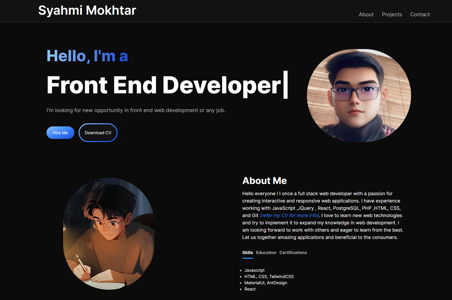 Syahmi Mokhtar
About Projects Contact
Hello, I'm a
Front End Developer
I'm looking for new opportunity in front end web development or any job.
Hire Me Download CV
About Me
Hello everyone ! I once a full stack web developer with a passion for
creating interactive and responsive web applications. I have experience
working with JavaScript ,JQuery , React, PostgreSQL, PHP ,HTML, CSS,
and Git (refer my CV for more info). I love to learn new web technologies
and try to implement it to expand my knowledge in web development. I
am looking forward to work with others and eager to learn from the best.
Let us together amazing applications and beneficial to the consumers.
Skills Education Certifications
Javascript
HTML, CSS, TailwindCSS
MaterialUI, AntDesign
React